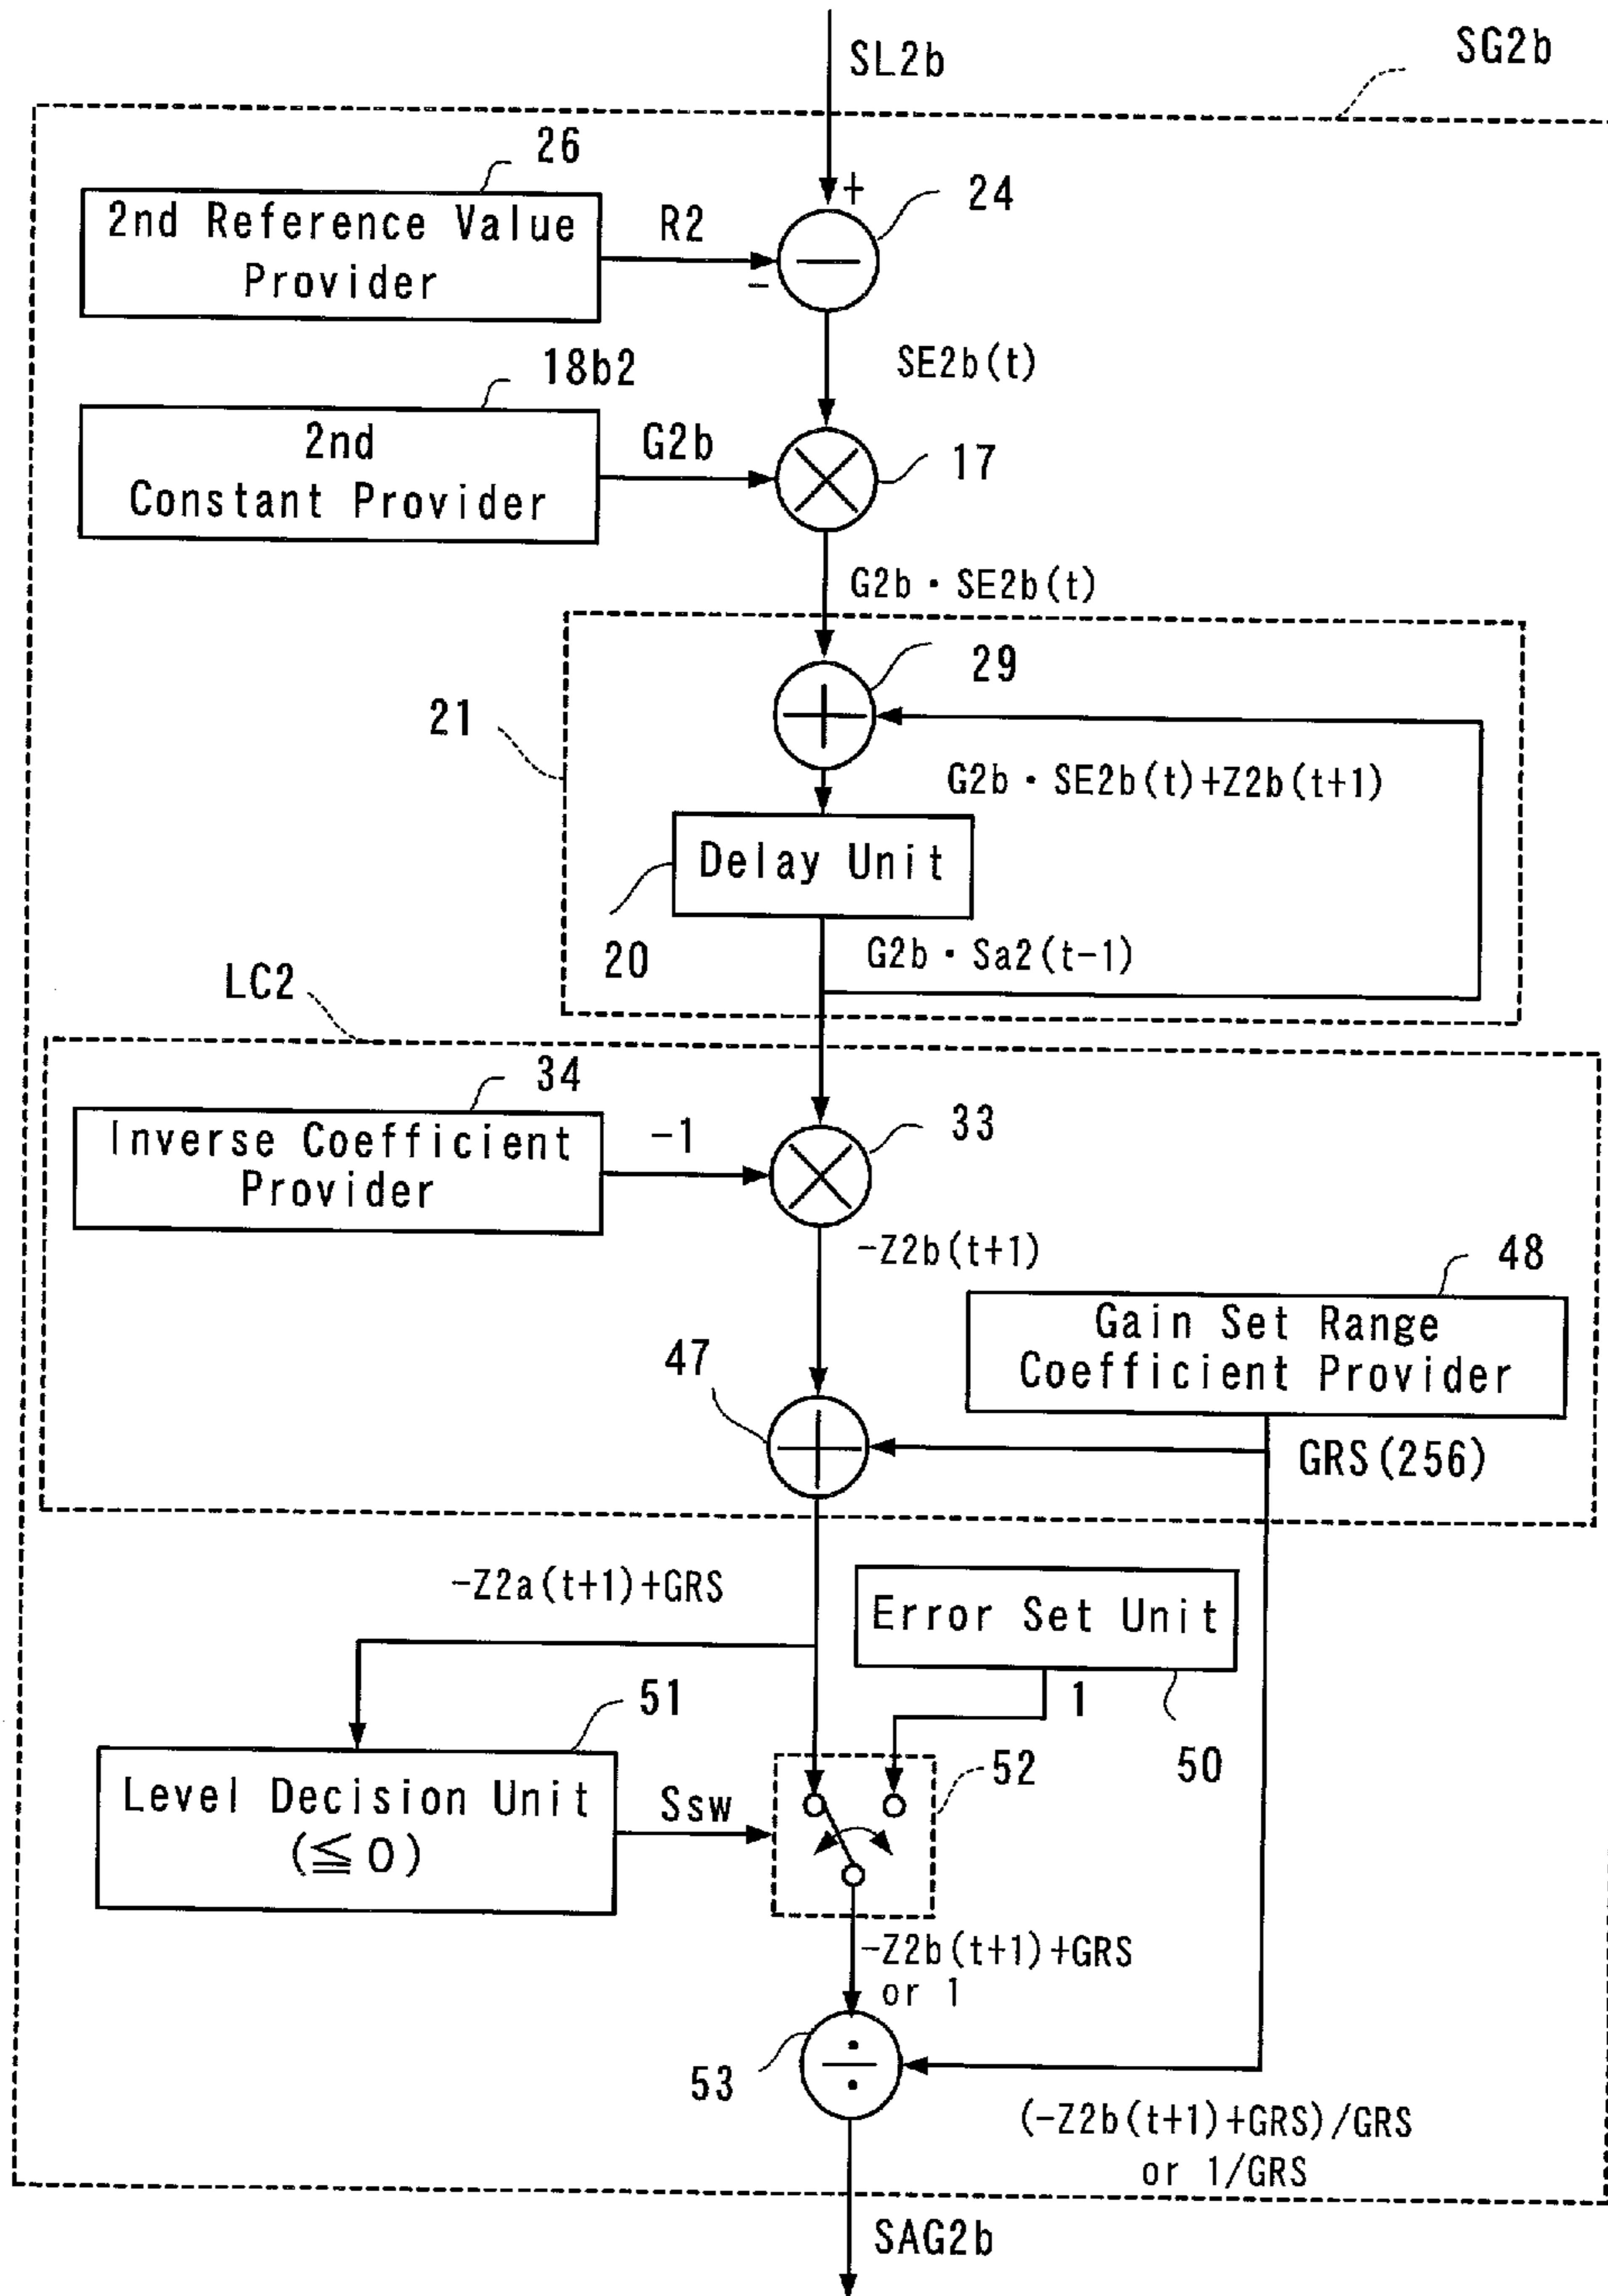 SL2b
SG2b
26
2nd Reference Value
Provider
R2
+
-
24
SE2b(t)
18b2
2nd
Constant Provider
G2b
17
G2b・SE2b(t)
29
21
G2b・SE2b(t)+Z2b(t+1)
Delay Unit
20
G2b・Sa2(t-1)
LC2
34
Inverse Coefficient
Provider
-1
33
-Z2b(t+1)
48
Gain Set Range
Coefficient Provider
47
GRS(256)
-Z2a(t+1)+GRS
Error Set Unit
51
1
50
Level Decision Unit
(≦0)
Ssw
52
-Z2b(t+1)+GRS
or 1
53
(-Z2b(t+1)+GRS)/GRS
or 1/GRS
SAG2b